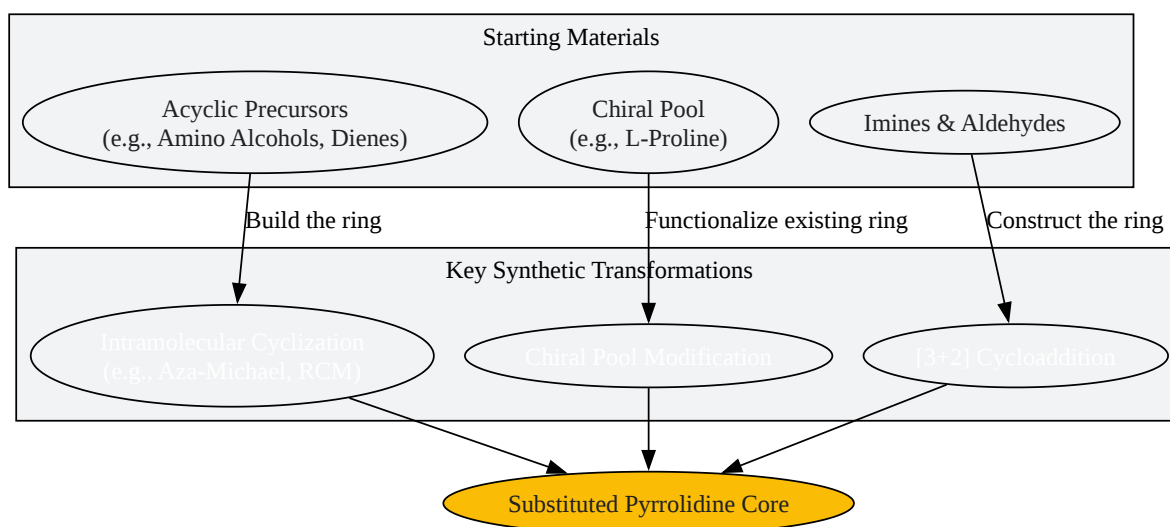 Starting Materials
Acyclic Precursors
(e.g., Amino Alcohols, Dienes)
Chiral Pool
(e.g., L-Proline)
Imines & Aldehydes
Build the ring
Functionalize existing ring
Construct the ring
Key Synthetic Transformations
Intramolecular Cyclization
(e.g., Aza-Michael, RCM)
Chiral Pool Modification
[3+2] Cycloaddition
Substituted Pyrrolidine Core